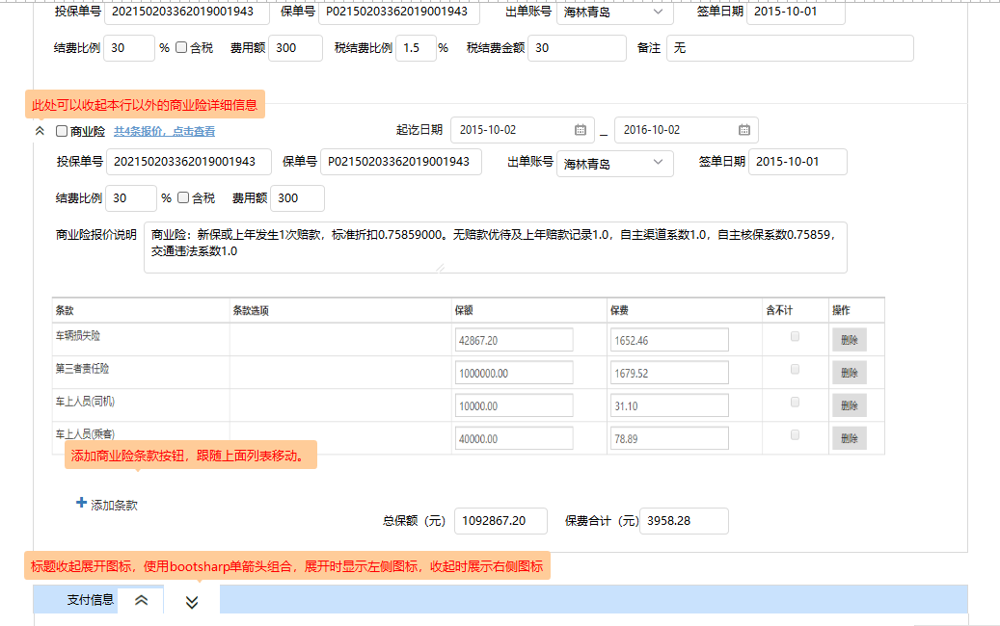 投保单号 202150203362019001943 保单号 P02150203362019001943 出单账号 海林青岛 签单日期 2015-10-01
结费比例 30 % 含税 费用额 300 税结费比例 1.5 % 税结费金额 30 备注 无
此处可以收起本行以外的商业险详细信息
商业险 共4条报价，点击查看 起讫日期 2015-10-02 _ 2016-10-02
投保单号 202150203362019001943 保单号 P02150203362019001943 出单账号 海林青岛 签单日期 2015-10-01
结费比例 30 % 含税 费用额 300
商业险报价说明 商业险：新保或上年发生1次赔款，标准折扣0.75859000。无赔款优待及上年赔款记录1.0，自主渠道系数1.0，自主核保系数0.75859，
交通违法系数1.0
条款 条款选项 保额 保费 含不计 操作
车辆损失险 42867.20 1652.46 删除
第三者责任险 1000000.00 1679.52 删除
车上人员(司机) 10000.00 31.10 删除
车上人员(乘客) 40000.00 78.89 删除
添加商业险条款按钮，跟随上面列表移动。
添加条款
总保额（元） 1092867.20 保费合计（元) 3958.28
标题收起展开图标，使用bootsharp单箭头组合，展开时显示左侧图标，收起时展示右侧图标
支付信息